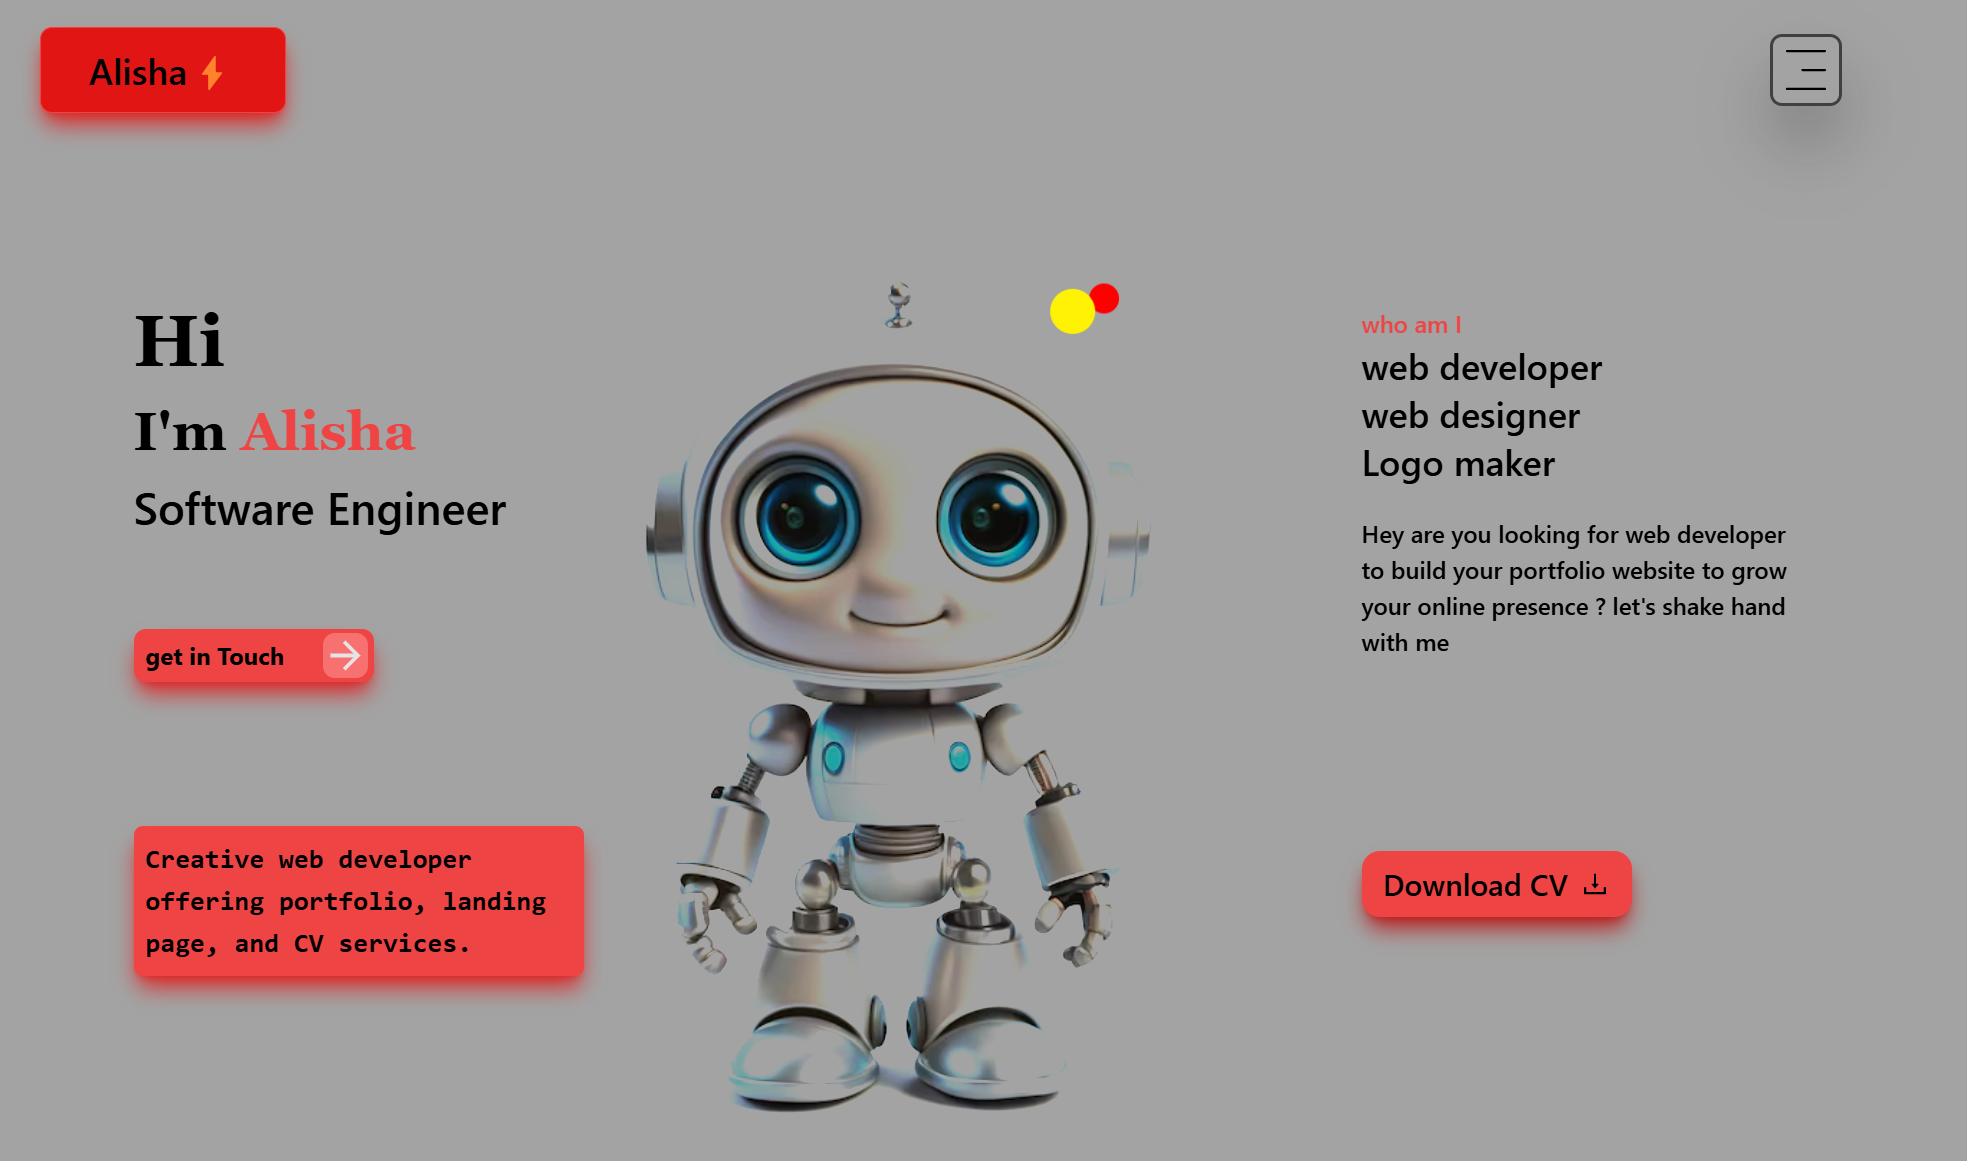 Alisha
Hi
I'm Alisha
Software Engineer
get in Touch
Creative web developer
offering portfolio, landing
page, and CV services.
who am I
web developer
web designer
Logo maker
Hey are you looking for web developer
to build your portfolio website to grow
your online presence ? let's shake hand
with me
Download CV